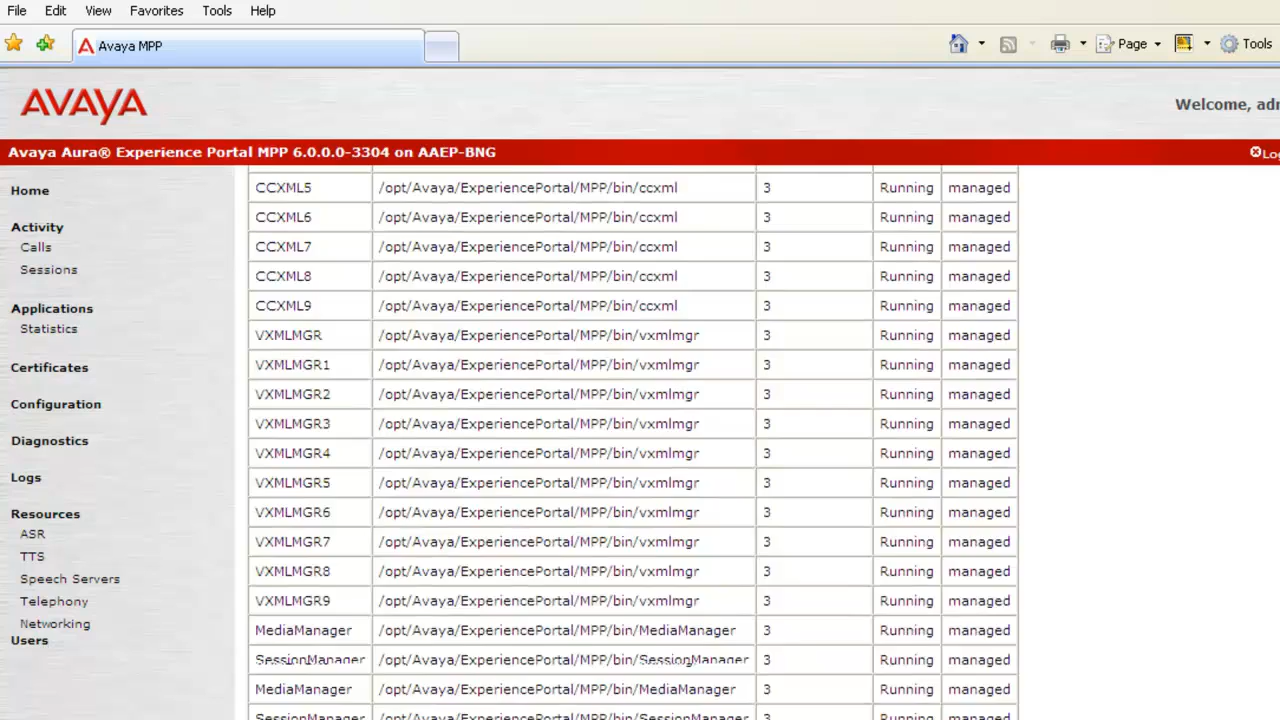 File Edit View Favorites Tools Help
Avaya MPP
Page Tools
AVAYA
Welcome, adr
Avaya Aura® Experience Portal MPP 6.0.0.0-3304 on AAEP-BNG
Log
Home
Activity
Calls
Sessions
Applications
Statistics
Certificates
Configuration
Diagnostics
Logs
Resources
ASR
TTS
Speech Servers
Telephony
Networking
Users
CCXML5 /opt/Avaya/ExperiencePortal/MPP/bin/ccxml 3 Running managed
CCXML6 /opt/Avaya/ExperiencePortal/MPP/bin/ccxml 3 Running managed
CCXML7 /opt/Avaya/ExperiencePortal/MPP/bin/ccxml 3 Running managed
CCXML8 /opt/Avaya/ExperiencePortal/MPP/bin/ccxml 3 Running managed
CCXML9 /opt/Avaya/ExperiencePortal/MPP/bin/ccxml 3 Running managed
VXMLMGR /opt/Avaya/ExperiencePortal/MPP/bin/vxmlmgr 3 Running managed
VXMLMGR1 /opt/Avaya/ExperiencePortal/MPP/bin/vxmlmgr 3 Running managed
VXMLMGR2 /opt/Avaya/ExperiencePortal/MPP/bin/vxmlmgr 3 Running managed
VXMLMGR3 /opt/Avaya/ExperiencePortal/MPP/bin/vxmlmgr 3 Running managed
VXMLMGR4 /opt/Avaya/ExperiencePortal/MPP/bin/vxmlmgr 3 Running managed
VXMLMGR5 /opt/Avaya/ExperiencePortal/MPP/bin/vxmlmgr 3 Running managed
VXMLMGR6 /opt/Avaya/ExperiencePortal/MPP/bin/vxmlmgr 3 Running managed
VXMLMGR7 /opt/Avaya/ExperiencePortal/MPP/bin/vxmlmgr 3 Running managed
VXMLMGR8 /opt/Avaya/ExperiencePortal/MPP/bin/vxmlmgr 3 Running managed
VXMLMGR9 /opt/Avaya/ExperiencePortal/MPP/bin/vxmlmgr 3 Running managed
MediaManager /opt/Avaya/ExperiencePortal/MPP/bin/MediaManager 3 Running managed
SessionManager /opt/Avaya/ExperiencePortal/MPP/bin/SessionManager 3 Running managed
MediaManager /opt/Avaya/ExperiencePortal/MPP/bin/MediaManager 3 Running managed
SessionManager /opt/Avaya/ExperiencePortal/MPP/bin/SessionManager 3 Running managed